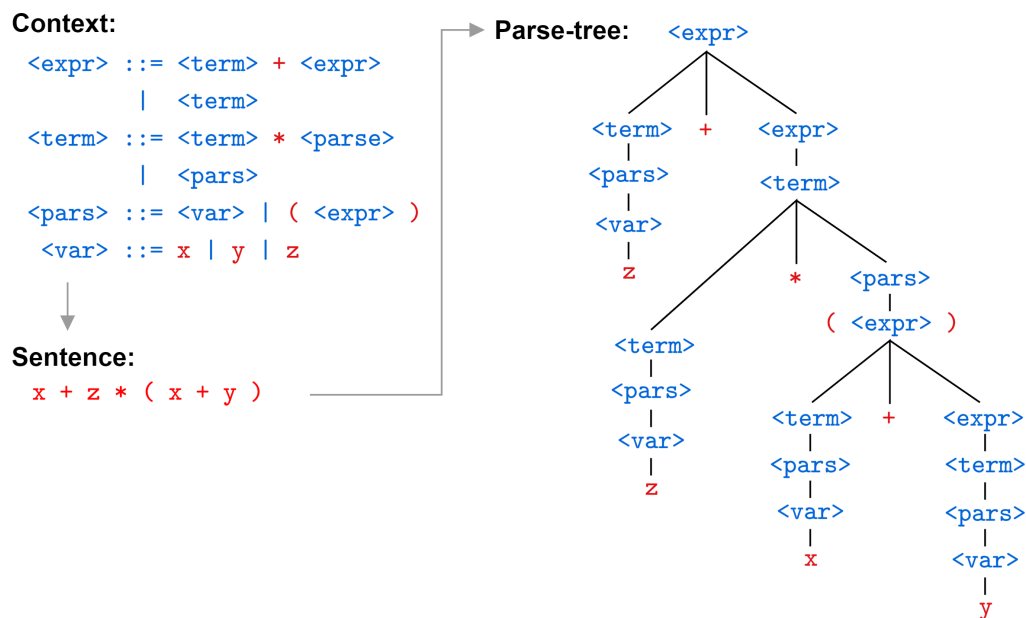 Context:
<expr> ::= <term> + <expr>
| <term>
<term> ::= <term> * <parse>
| <pars>
<pars> ::= <var> | ( <expr> )
<var> ::= x | y | z
Sentence:
x + z * ( x + y )
Parse-tree:
<expr>
<term> + <expr>
<pars>
<term>
<var>
z
* <pars>
( <expr> )
<term>
<pars>
<var>
z
<term> + <expr>
<pars> <term>
<var> <pars>
x <var>
y